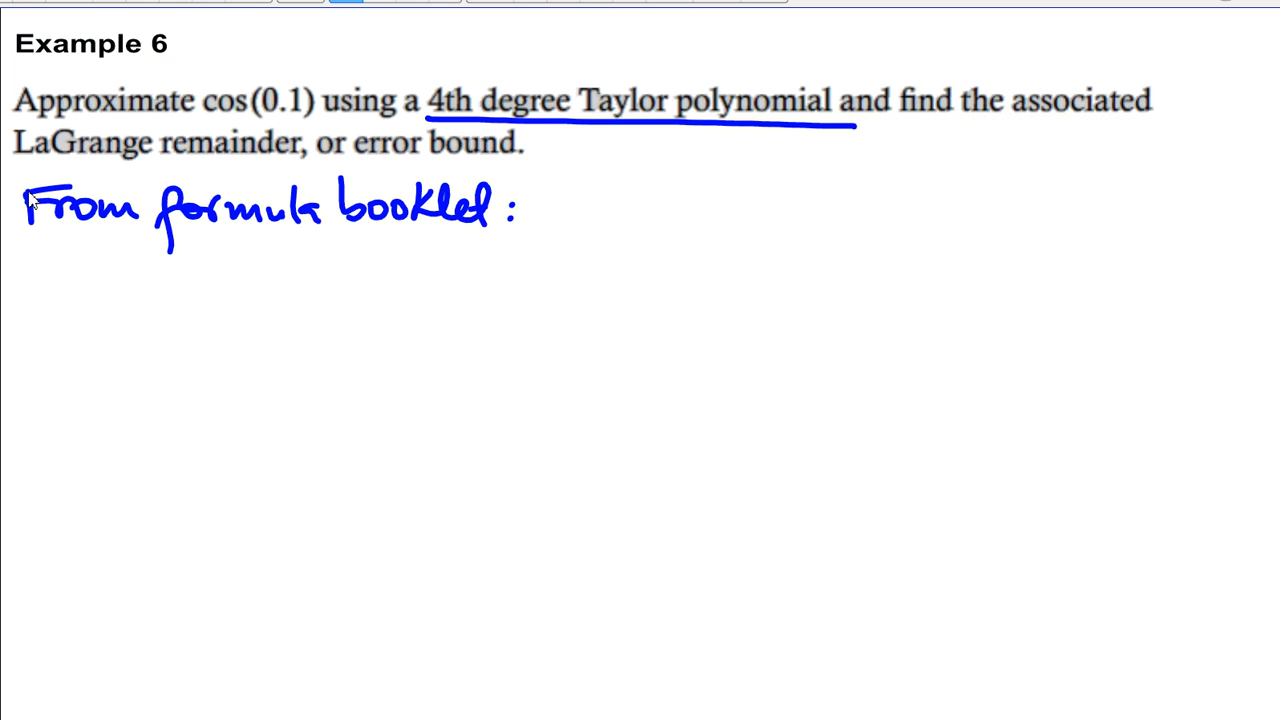 Example 6
Approximate cos(0.1) using a 4th degree Taylor polynomial and find the associated
LaGrange remainder, or error bound.
From formula booklet: